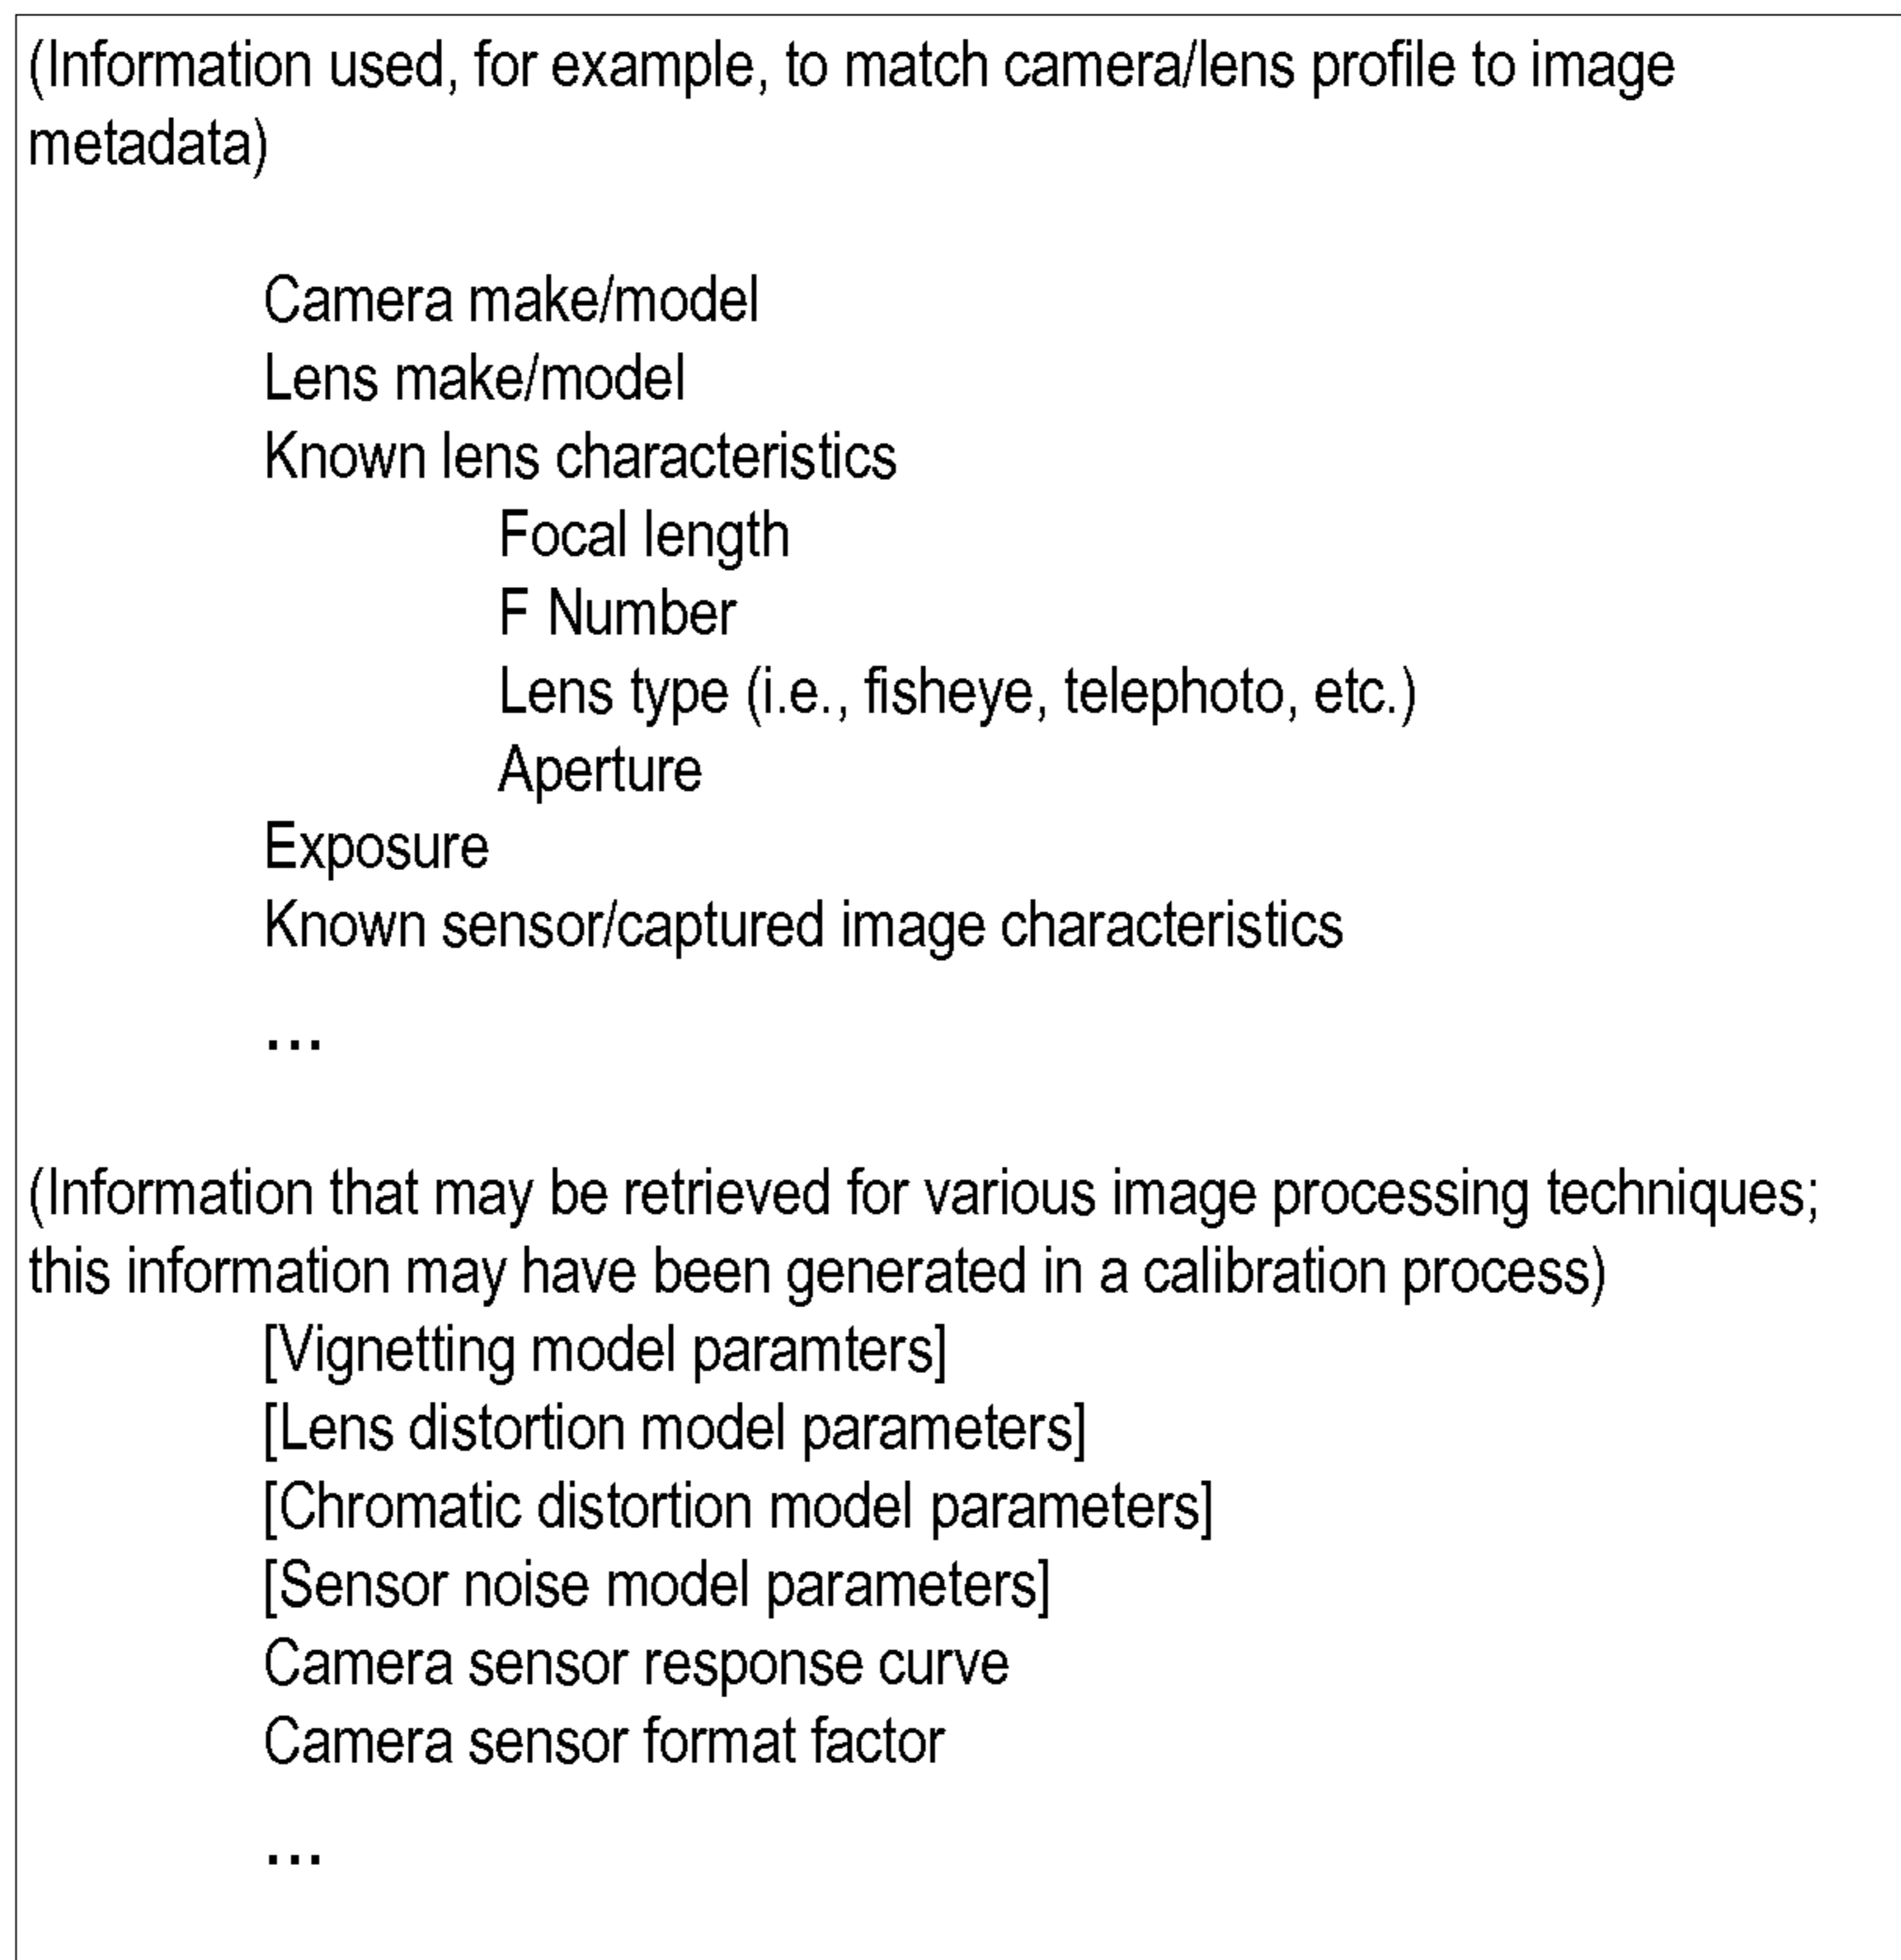 (Information used, for example, to match camera/lens profile to image
metadata)
Camera make/model
Lens make/model
Known lens characteristics
Focal length
F Number
Lens type (i.e., fisheye, telephoto, etc.)
Aperture
Exposure
Known sensor/captured image characteristics
...
(Information that may be retrieved for various image processing techniques;
this information may have been generated in a calibration process)
[Vignetting model paramters]
[Lens distortion model parameters]
[Chromatic distortion model parameters]
[Sensor noise model parameters]
Camera sensor response curve
Camera sensor format factor
...